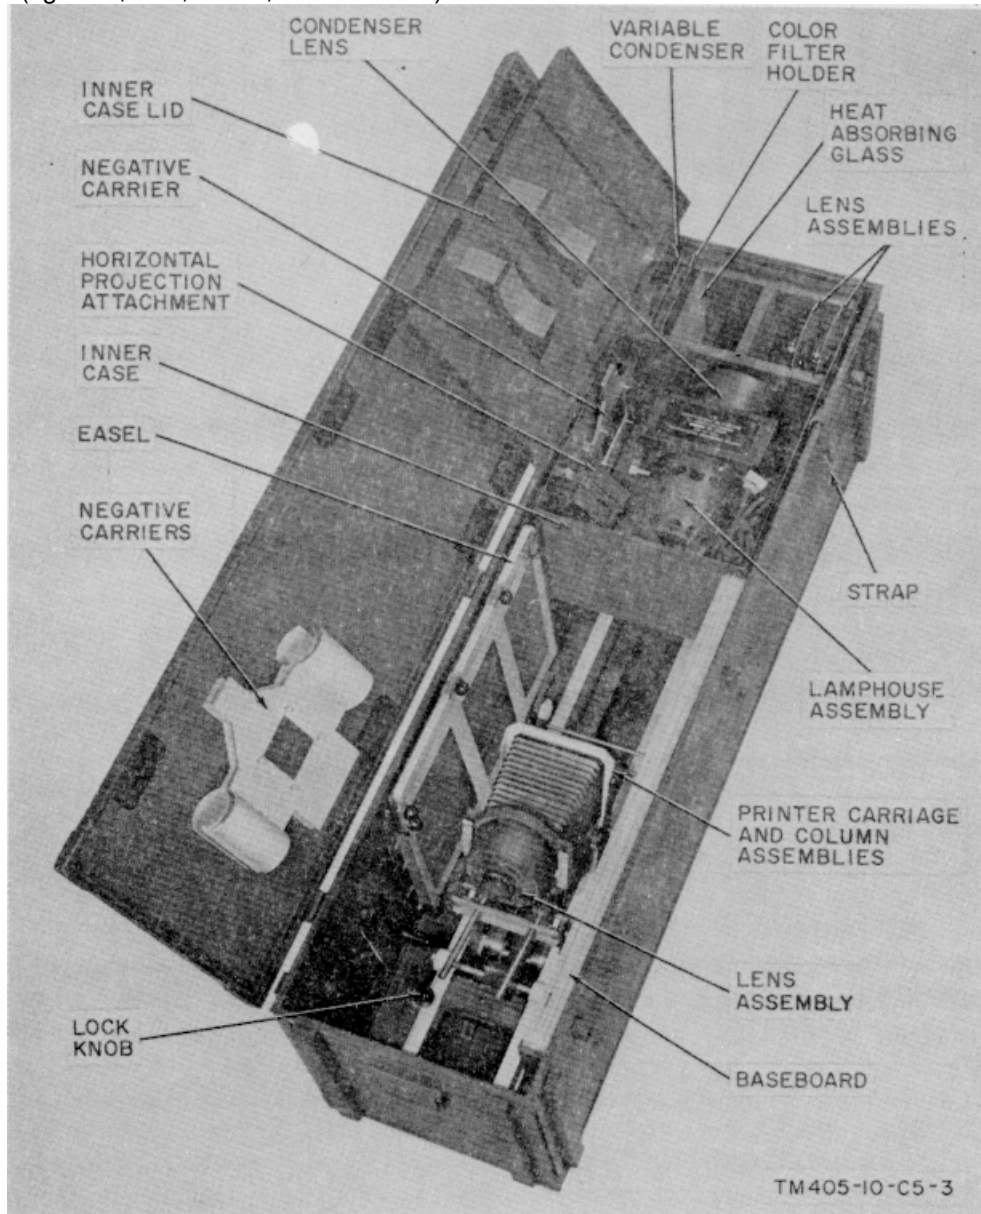 CONDENSER
LENS
VARIABLE
CONDENSER
COLOR
FILTER
HOLDER
INNER
CASE LID
HEAT
ABSORBING
GLASS
NEGATIVE
CARRIER
LENS
ASSEMBLIES
HORIZONTAL
PROJECTION
ATTACHMENT
INNER
CASE
EASEL
NEGATIVE
CARRIERS
STRAP
LAMPHOUSE
ASSEMBLY
PRINTER CARRIAGE
AND COLUMN
ASSEMBLIES
LENS
ASSEMBLY
LOCK
KNOB
BASEBOARD
TM405-10-C5-3